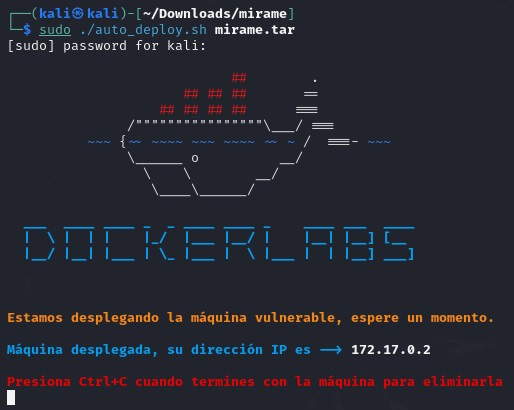 ┌──(kali㉿kali)-[~/Downloads/mirame]
└─$ sudo ./auto_deploy.sh mirame.tar
[sudo] password for kali:
DOCKERLABS
Estamos desplegando la máquina vulnerable, espere un momento.
Máquina desplegada, su dirección IP es ⟶ 172.17.0.2
Presiona Ctrl+C cuando termines con la máquina para eliminarla